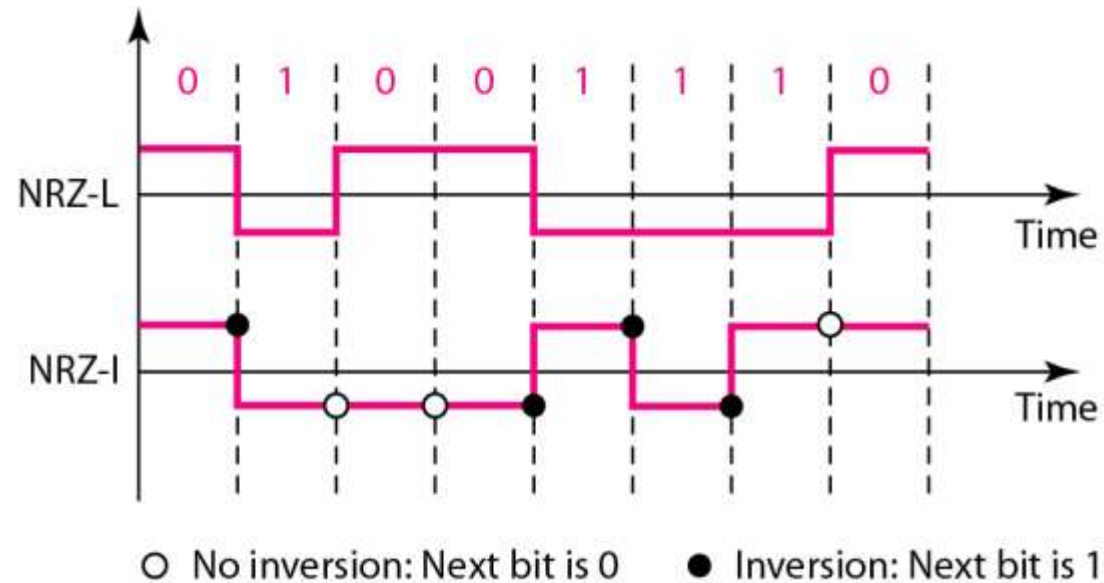 0 1 0 0 1 1 1 0
NRZ-L
Time
NRZ-I
Time
No inversion: Next bit is 0 Inversion: Next bit is 1